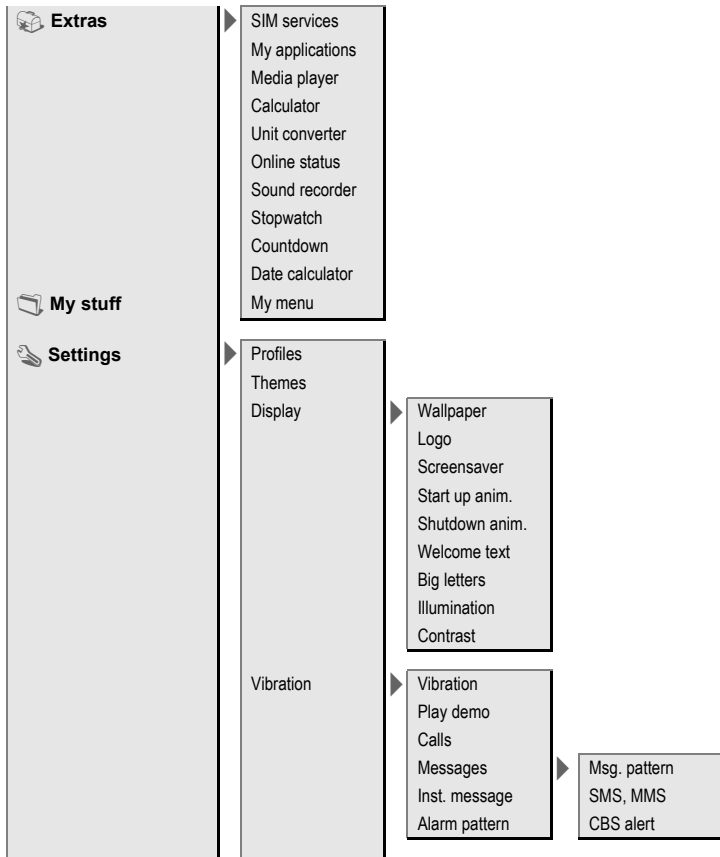 Extras
SIM services
My applications
Media player
Calculator
Unit converter
Online status
Sound recorder
Stopwatch
Countdown
Date calculator
My stuff
My menu
Settings
Profiles
Themes
Display
Wallpaper
Logo
Screensaver
Start up anim.
Shutdown anim.
Welcome text
Big letters
Illumination
Contrast
Vibration
Vibration
Play demo
Calls
Messages
Msg. pattern
Inst. message
SMS, MMS
Alarm pattern
CBS alert